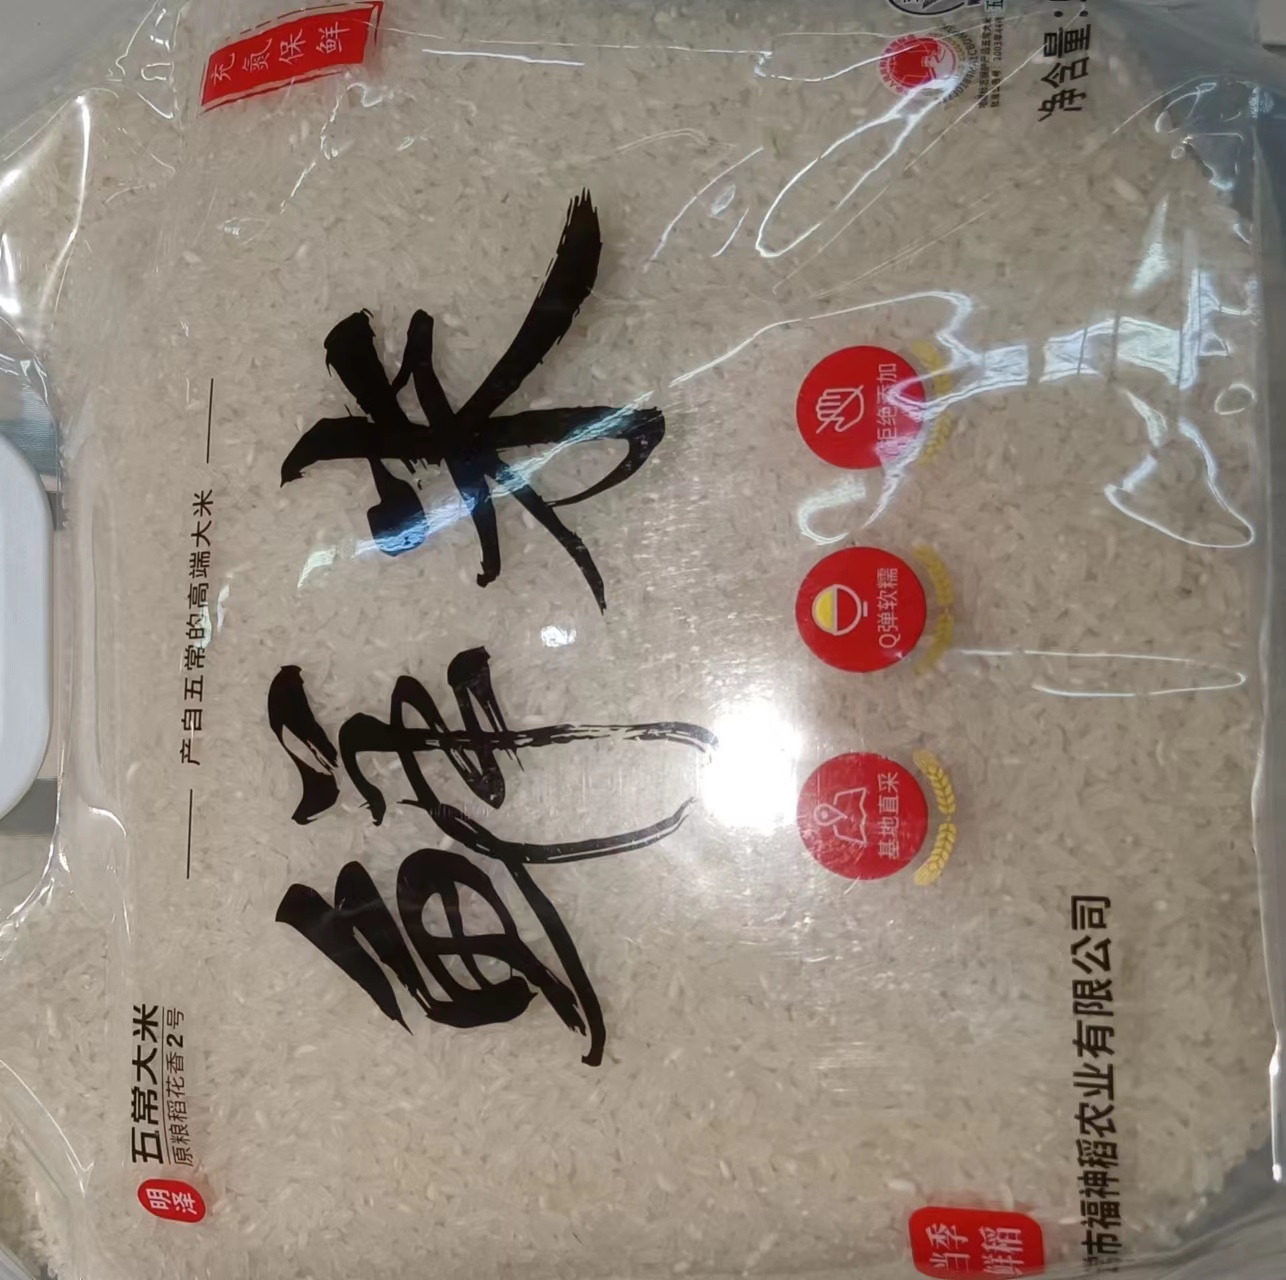 明泽
五常大米
原粮稻花香2号
充氮保鲜
产自五常的高端大米
鲜米
基地直采
Q弹软糯
拒绝添加
当季
鲜稻
市福神稻农业有限公司
净含量: